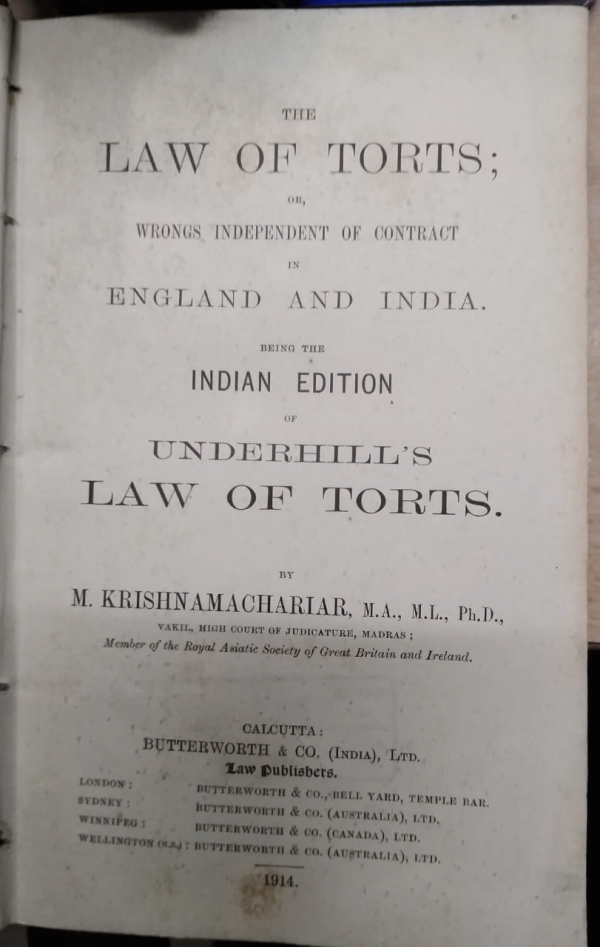 THE
LAW OF TORTS;
OR,
WRONGS INDEPENDENT OF CONTRACT
IN
ENGLAND AND INDIA.
BEING THE
INDIAN EDITION
OF
UNDERHILL'S
LAW OF TORTS.
BY
M. KRISHNAMACHARIAR, M.A., M.L., Ph.D.,
VAKIL, HIGH COURT OF JUDICATURE, MADRAS;
Member of the Royal Asiatic Society of Great Britain and Ireland.
CALCUTTA:
BUTTERWORTH & CO. (INDIA), LTD.
Law Publishers.
LONDON: BUTTERWORTH & CO., BELL YARD, TEMPLE BAR.
SYDNEY: BUTTERWORTH & CO. (AUSTRALIA), LTD.
WINNIPEG: BUTTERWORTH & CO. (CANADA), LTD.
WELLINGTON (N.Z.): BUTTERWORTH & CO. (AUSTRALIA), LTD.
1914.